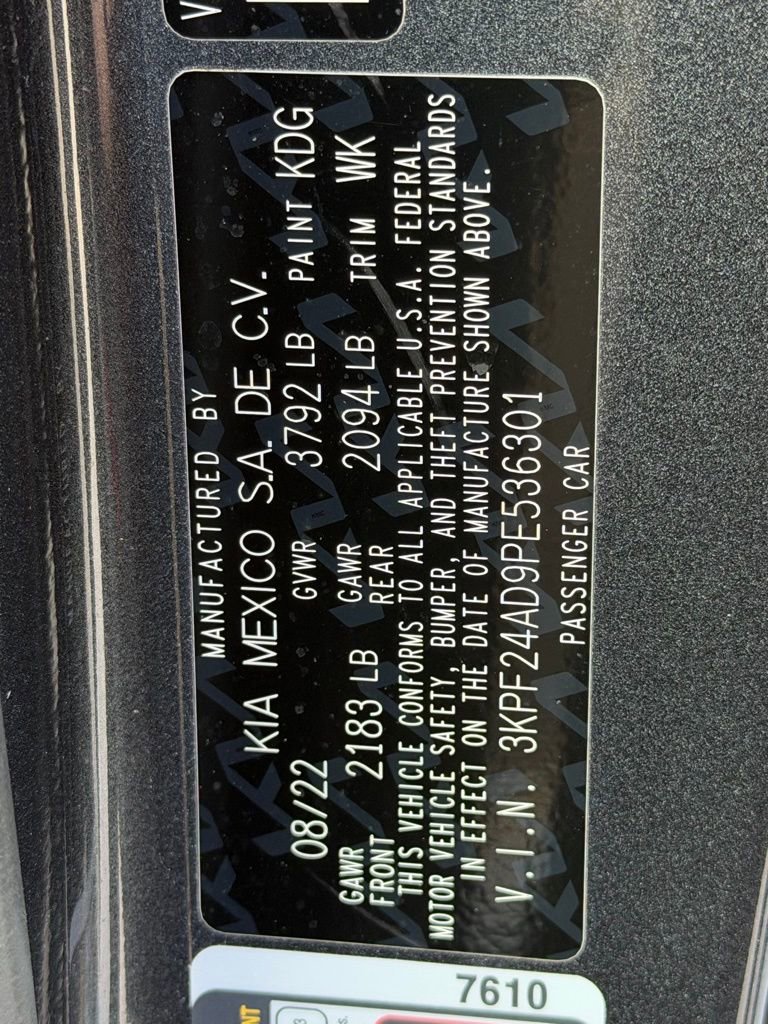 MANUFACTURED BY
KIA MEXICO S.A. DE C.V.
08/22 GVWR 3792 LB PAINT KDG
GAWR FRONT 2183 LB GAWR REAR 2094 LB TRIM WK
THIS VEHICLE CONFORMS TO ALL APPLICABLE U.S.A. FEDERAL
MOTOR VEHICLE SAFETY, BUMPER, AND THEFT PREVENTION STANDARDS
IN EFFECT ON THE DATE OF MANUFACTURE SHOWN ABOVE.
V.I.N. 3KPF24AD9PE536301
PASSENGER CAR
7610